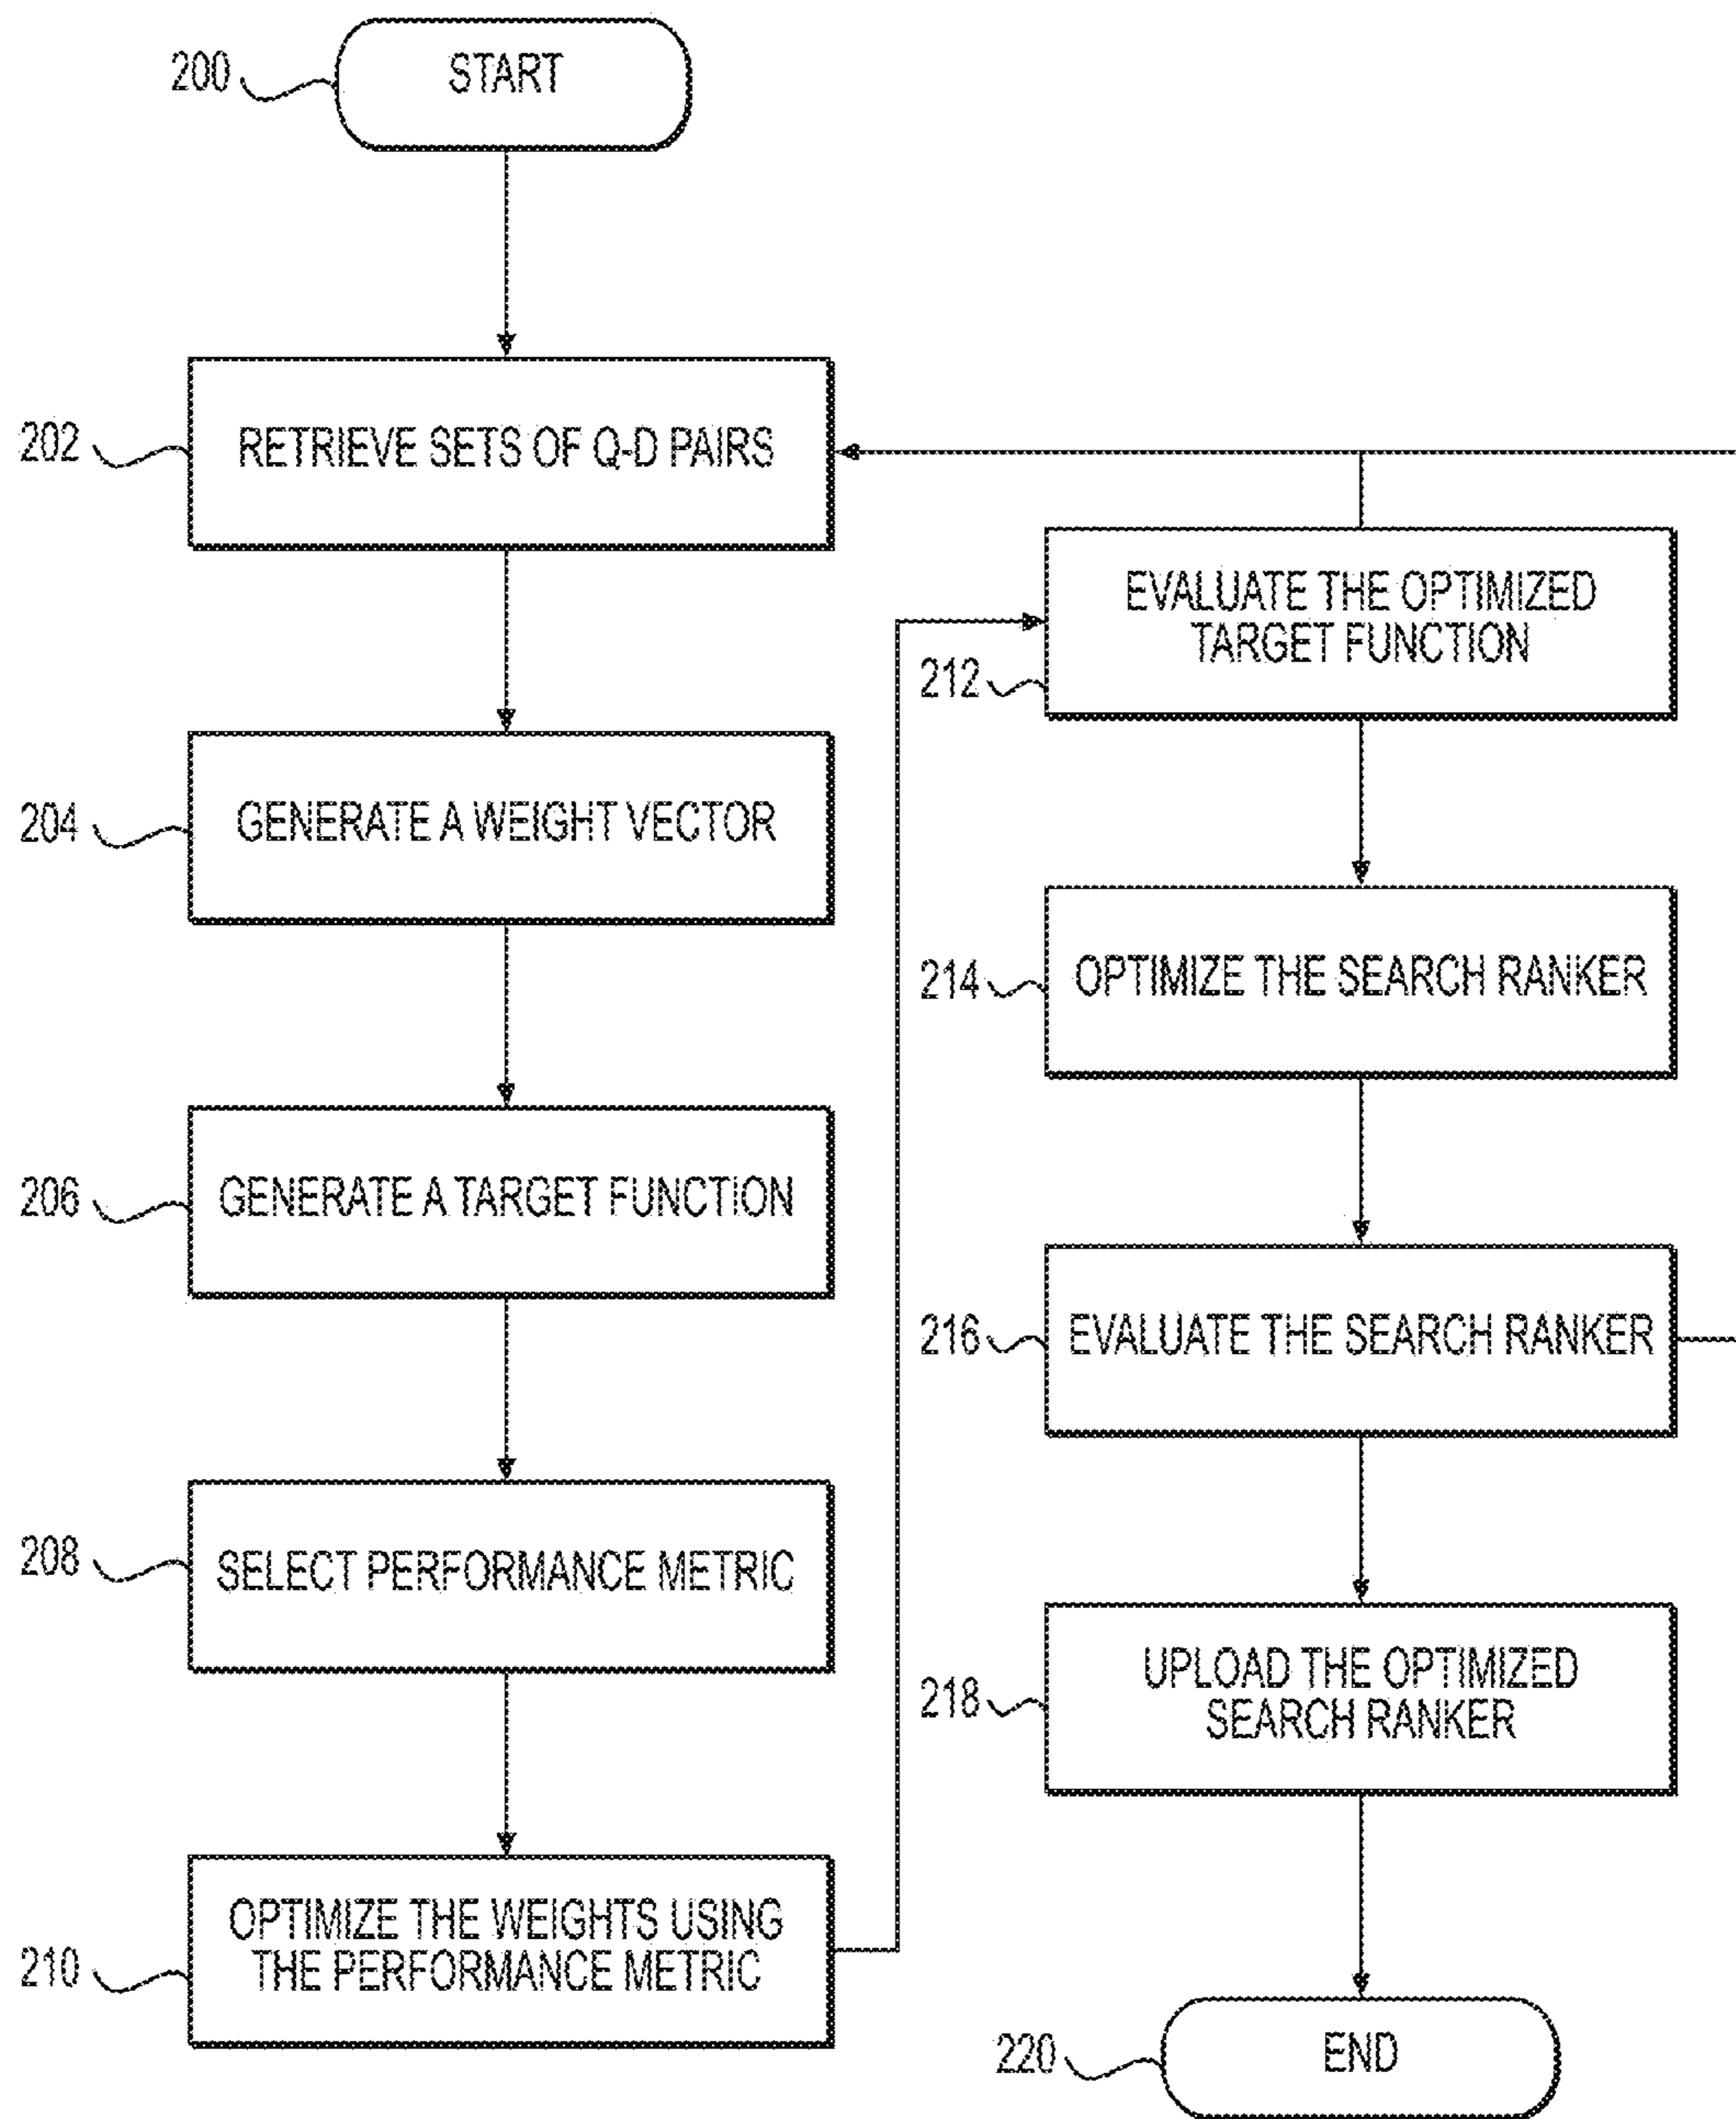 200
START
202
RETRIEVE SETS OF Q-D PAIRS
204
GENERATE A WEIGHT VECTOR
206
GENERATE A TARGET FUNCTION
208
SELECT PERFORMANCE METRIC
210
OPTIMIZE THE WEIGHTS USING
THE PERFORMANCE METRIC
212
EVALUATE THE OPTIMIZED
TARGET FUNCTION
214
OPTIMIZE THE SEARCH RANKER
216
EVALUATE THE SEARCH RANKER
218
UPLOAD THE OPTIMIZED
SEARCH RANKER
220
END